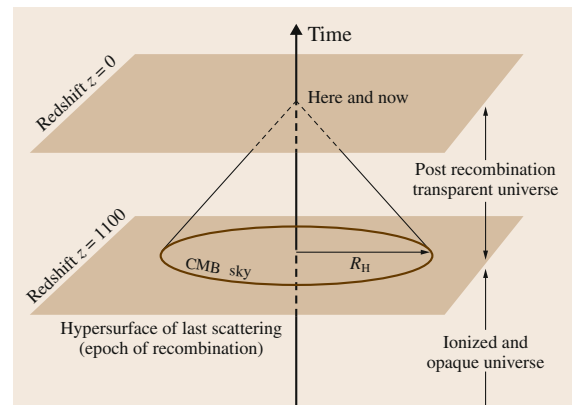 Time
Redshift z = 0
Here and now
Post recombination
transparent universe
Redshift z = 1100
CMB sky
R_H
Hypersurface of last scattering
(epoch of recombination)
Ionized and
opaque universe